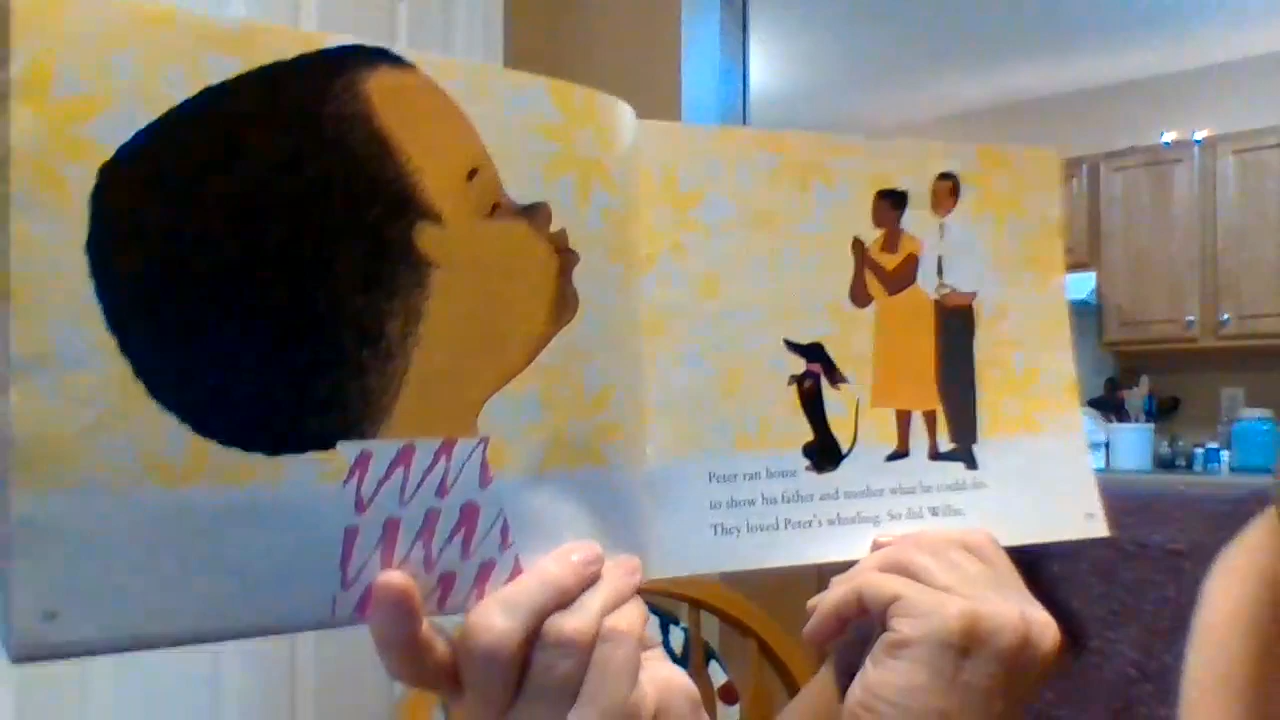 Peter ran home
to show his father and mother what he could do.
They loved Peter's whistling. So did Willie.